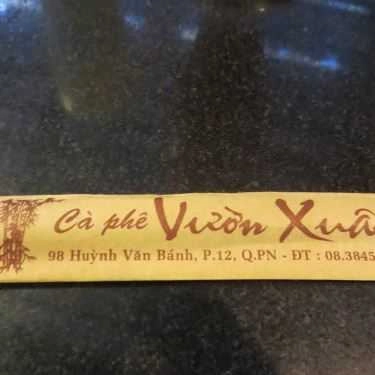 Cà phê Vườn Xuâ
98 Huỳnh Văn Bánh, P.12, Q.PN - ĐT : 08.3845